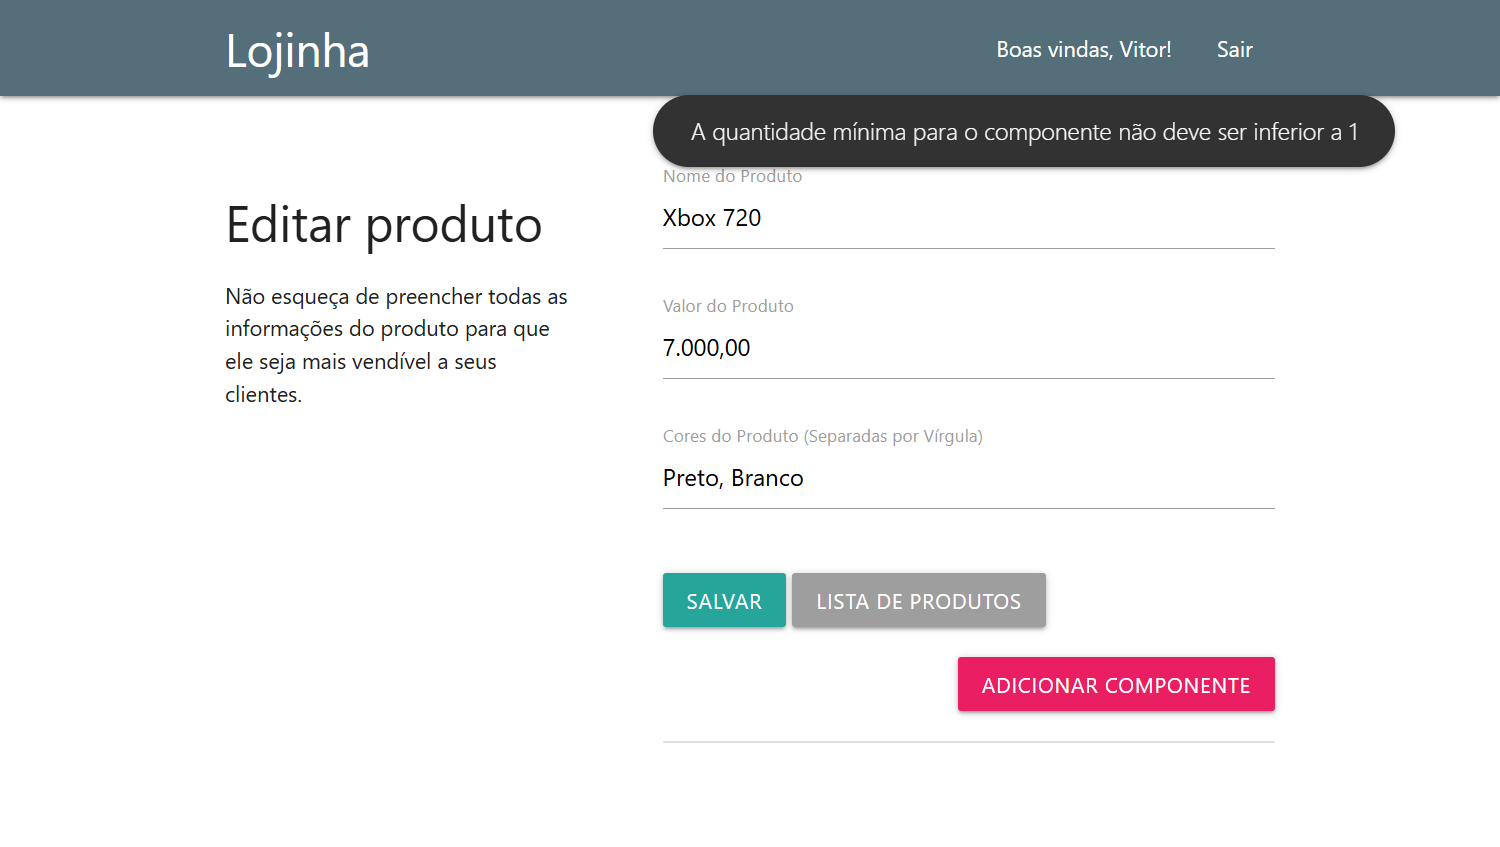 Lojinha
Boas vindas, Vitor!
Sair
A quantidade mínima para o componente não deve ser inferior a 1
Editar produto
Não esqueça de preencher todas as
informações do produto para que
ele seja mais vendível a seus
clientes.
Nome do Produto
Xbox 720
Valor do Produto
7.000,00
Cores do Produto (Separadas por Vírgula)
Preto, Branco
SALVAR
LISTA DE PRODUTOS
ADICIONAR COMPONENTE